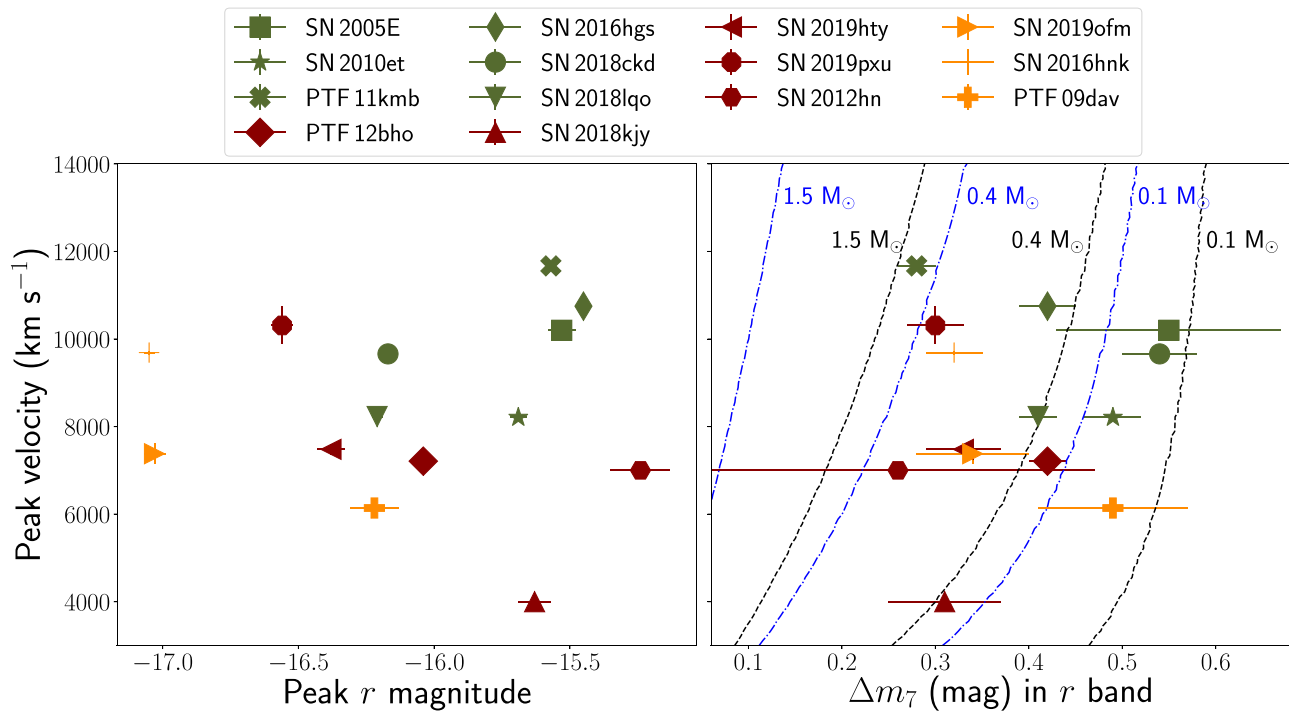 SN 2005E SN 2016hgs SN 2019hty SN 2019ofm
SN 2010et SN 2018ckd SN 2019pxu SN 2016hnk
PTF 11kmb SN 2018lqo SN 2012hn PTF 09dav
PTF 12bho SN 2018kjy
14000
12000
10000
8000
6000
4000
Peak velocity (km s⁻¹)
−17.0 −16.5 −16.0 −15.5
Peak r magnitude
1.5 M⊙ 0.4 M⊙ 0.1 M⊙
1.5 M⊙ 0.4 M⊙ 0.1 M⊙
0.1 0.2 0.3 0.4 0.5 0.6
Δm₇ (mag) in r band